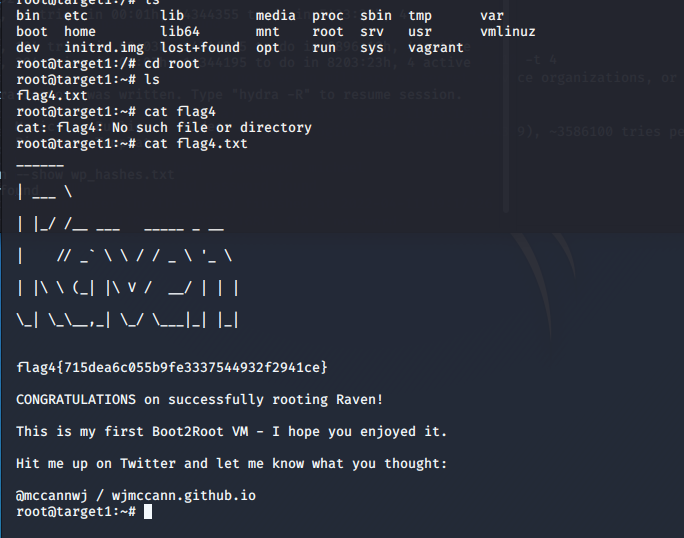 root@target1:/# ls
bin  etc         lib         media  proc  sbin  tmp      var
boot  home        lib64       mnt    root  srv   usr      vmlinuz
dev  initrd.img  lost+found  opt    run   sys   vagrant
root@target1:/# cd root
root@target1:~# ls
flag4.txt
root@target1:~# cat flag4
cat: flag4: No such file or directory
root@target1:~# cat flag4.txt
______
| ___ \
| |_/ /__ ___   _____ _ __
|    // _` \ \ / / _ \ '_ \
| |\ \ (_| |\ V /  __/ | | |
\_| \_\__,_| \_/ \___|_| |_|
flag4{715dea6c055b9fe3337544932f2941ce}
CONGRATULATIONS on successfully rooting Raven!
This is my first Boot2Root VM - I hope you enjoyed it.
Hit me up on Twitter and let me know what you thought:
@mccannwj / wjmccann.github.io
root@target1:~#